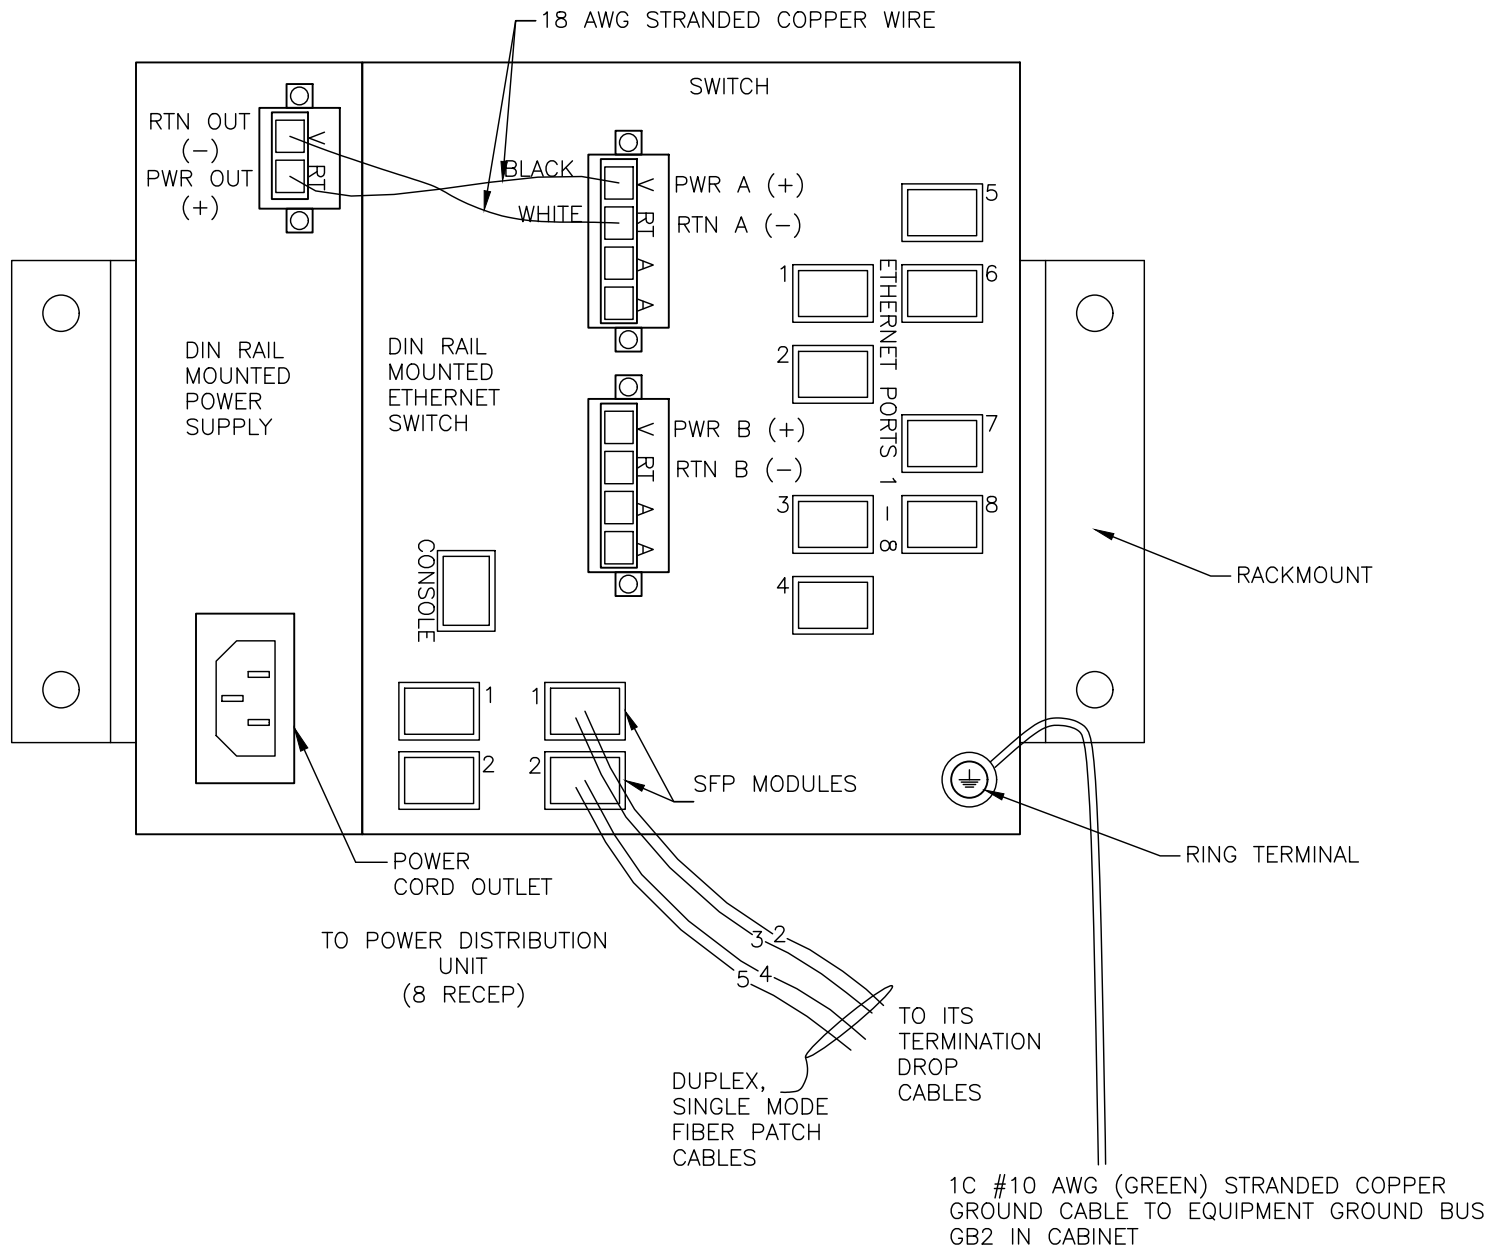 18 AWG STRANDED COPPER WIRE
SWITCH
RTN OUT
(−)
PWR OUT
(+)
V
RT
BLACK
WHITE
V
RT
A
A
PWR A (+)
RTN A (−)
5
1
6
2
ETHERNET PORTS 1 − 8
7
3
8
4
DIN RAIL
MOUNTED
POWER
SUPPLY
DIN RAIL
MOUNTED
ETHERNET
SWITCH
V
RT
A
A
PWR B (+)
RTN B (−)
CONSOLE
RACKMOUNT
1
1
2
2
SFP MODULES
RING TERMINAL
POWER
CORD OUTLET
TO POWER DISTRIBUTION
UNIT
(8 RECEP)
2
3
4
5
TO ITS
TERMINATION
DROP
CABLES
DUPLEX,
SINGLE MODE
FIBER PATCH
CABLES
1C #10 AWG (GREEN) STRANDED COPPER
GROUND CABLE TO EQUIPMENT GROUND BUS
GB2 IN CABINET